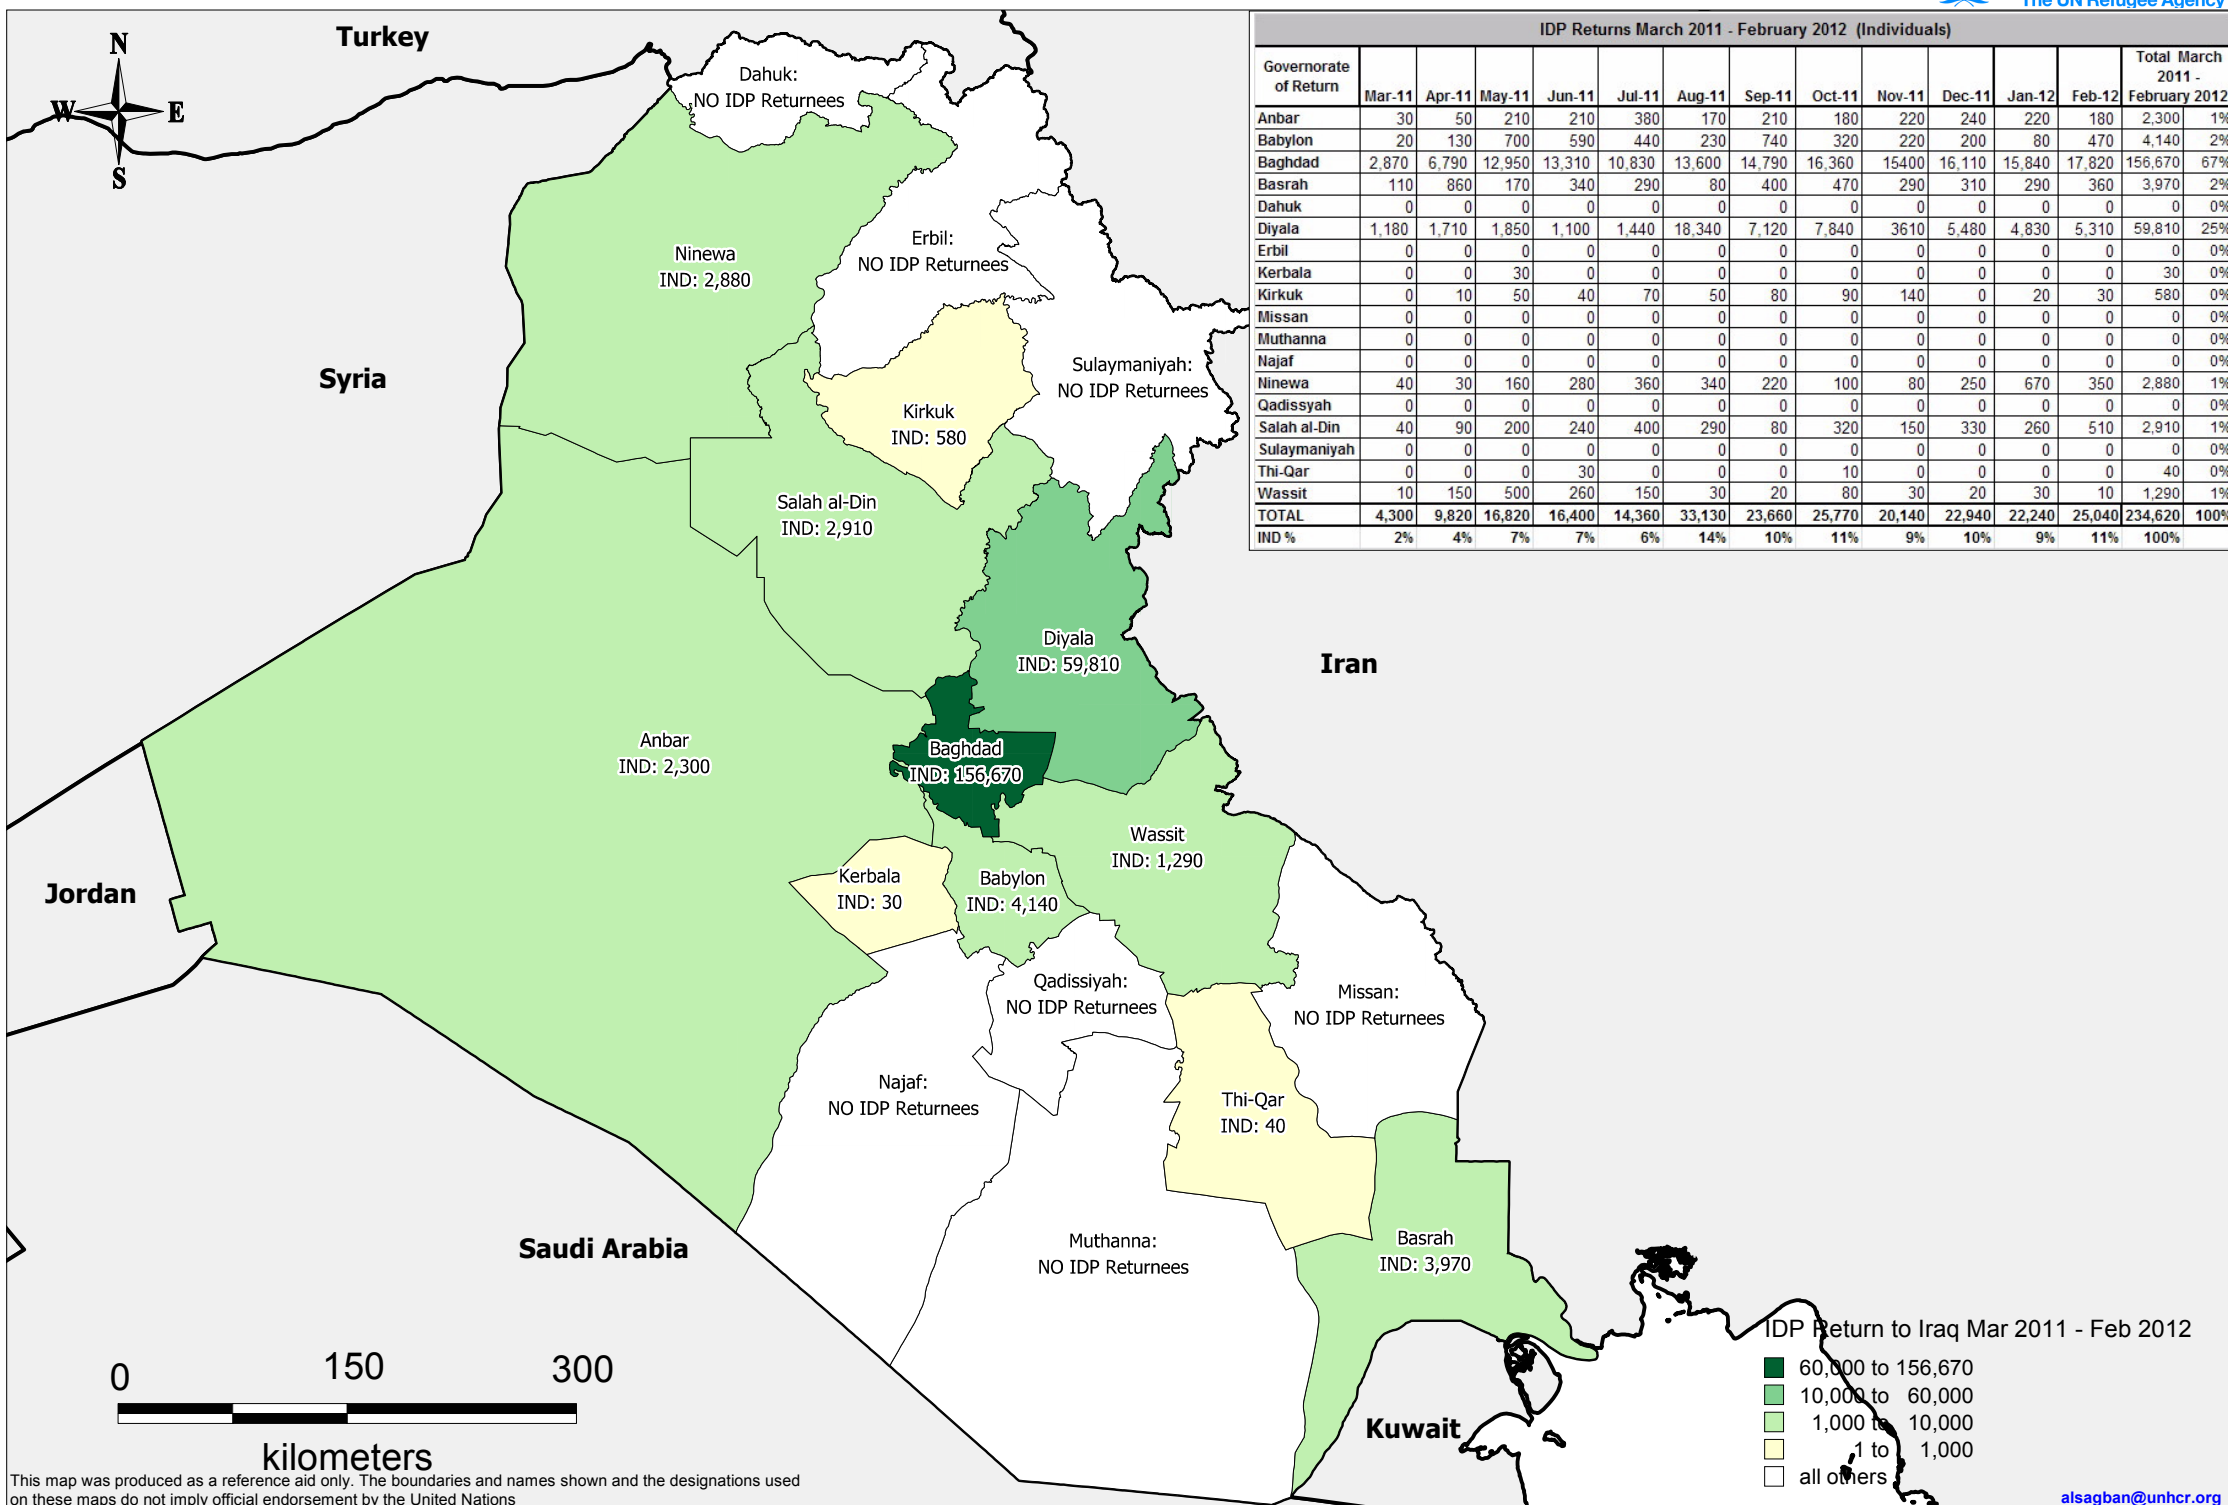 The UN Refugee Agency
IDP Returns March 2011 - February 2012 (Individuals)
Governorate of Return Mar-11 Apr-11 May-11 Jun-11 Jul-11 Aug-11 Sep-11 Oct-11 Nov-11 Dec-11 Jan-12 Feb-12 Total March 2011 - February 2012
Anbar 30 50 210 210 380 170 210 180 220 240 220 180 2,300 1%
Babylon 20 130 700 590 440 230 740 320 220 200 80 470 4,140 2%
Baghdad 2,870 6,790 12,950 13,310 10,830 13,600 14,790 16,360 15400 16,110 15,840 17,820 156,670 67%
Basrah 110 860 170 340 290 80 400 470 290 310 290 360 3,970 2%
Dahuk 0 0 0 0 0 0 0 0 0 0 0 0 0 0%
Diyala 1,180 1,710 1,850 1,100 1,440 18,340 7,120 7,840 3610 5,480 4,830 5,310 59,810 25%
Erbil 0 0 0 0 0 0 0 0 0 0 0 0 0 0%
Kerbala 0 0 30 0 0 0 0 0 0 0 0 0 30 0%
Kirkuk 0 10 50 40 70 50 80 90 140 0 20 30 580 0%
Missan 0 0 0 0 0 0 0 0 0 0 0 0 0 0%
Muthanna 0 0 0 0 0 0 0 0 0 0 0 0 0 0%
Najaf 0 0 0 0 0 0 0 0 0 0 0 0 0 0%
Ninewa 40 30 160 280 360 340 220 100 80 250 670 350 2,880 1%
Qadissyah 0 0 0 0 0 0 0 0 0 0 0 0 0 0%
Salah al-Din 40 90 200 240 400 290 80 320 150 330 260 510 2,910 1%
Sulaymaniyah 0 0 0 0 0 0 0 0 0 0 0 0 0 0%
Thi-Qar 0 0 0 30 0 0 0 10 0 0 0 0 40 0%
Wassit 10 150 500 260 150 30 20 80 30 20 30 10 1,290 1%
TOTAL 4,300 9,820 16,820 16,400 14,360 33,130 23,660 25,770 20,140 22,940 22,240 25,040 234,620 100%
IND % 2% 4% 7% 7% 6% 14% 10% 11% 9% 10% 9% 11% 100%
N
W E
S
Turkey
Dahuk:
NO IDP Returnees
Ninewa
IND: 2,880
Erbil:
NO IDP Returnees
Syria
Sulaymaniyah:
NO IDP Returnees
Kirkuk
IND: 580
Salah al-Din
IND: 2,910
Diyala
IND: 59,810
Iran
Anbar
IND: 2,300
Baghdad
IND: 156,670
Wassit
IND: 1,290
Jordan
Kerbala
IND: 30
Babylon
IND: 4,140
Qadissiyah:
NO IDP Returnees
Missan:
NO IDP Returnees
Najaf:
NO IDP Returnees
Thi-Qar
IND: 40
Saudi Arabia
Muthanna:
NO IDP Returnees
Basrah
IND: 3,970
Kuwait
IDP Return to Iraq Mar 2011 - Feb 2012
60,000 to 156,670
10,000 to 60,000
1,000 to 10,000
1 to 1,000
all others
0 150 300
kilometers
This map was produced as a reference aid only. The boundaries and names shown and the designations used
on these maps do not imply official endorsement by the United Nations
alsagban@unhcr.org